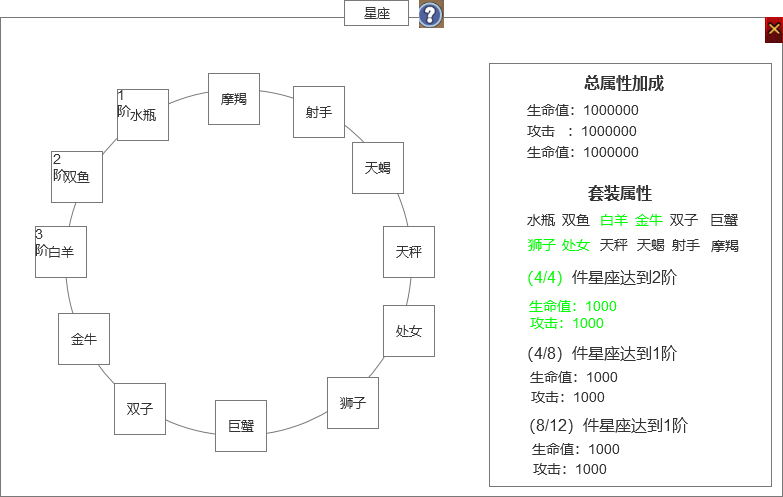 星座
?
1阶
水瓶
摩羯
射手
2阶
双鱼
天蝎
3阶
白羊
天秤
金牛
处女
双子
狮子
巨蟹
总属性加成
生命值：1000000
攻击 ：1000000
生命值：1000000
套装属性
水瓶 双鱼 白羊 金牛 双子 巨蟹
狮子 处女 天秤 天蝎 射手 摩羯
（4/4）件星座达到2阶
生命值：1000
攻击：1000
（4/8）件星座达到1阶
生命值：1000
攻击：1000
（8/12）件星座达到1阶
生命值：1000
攻击：1000